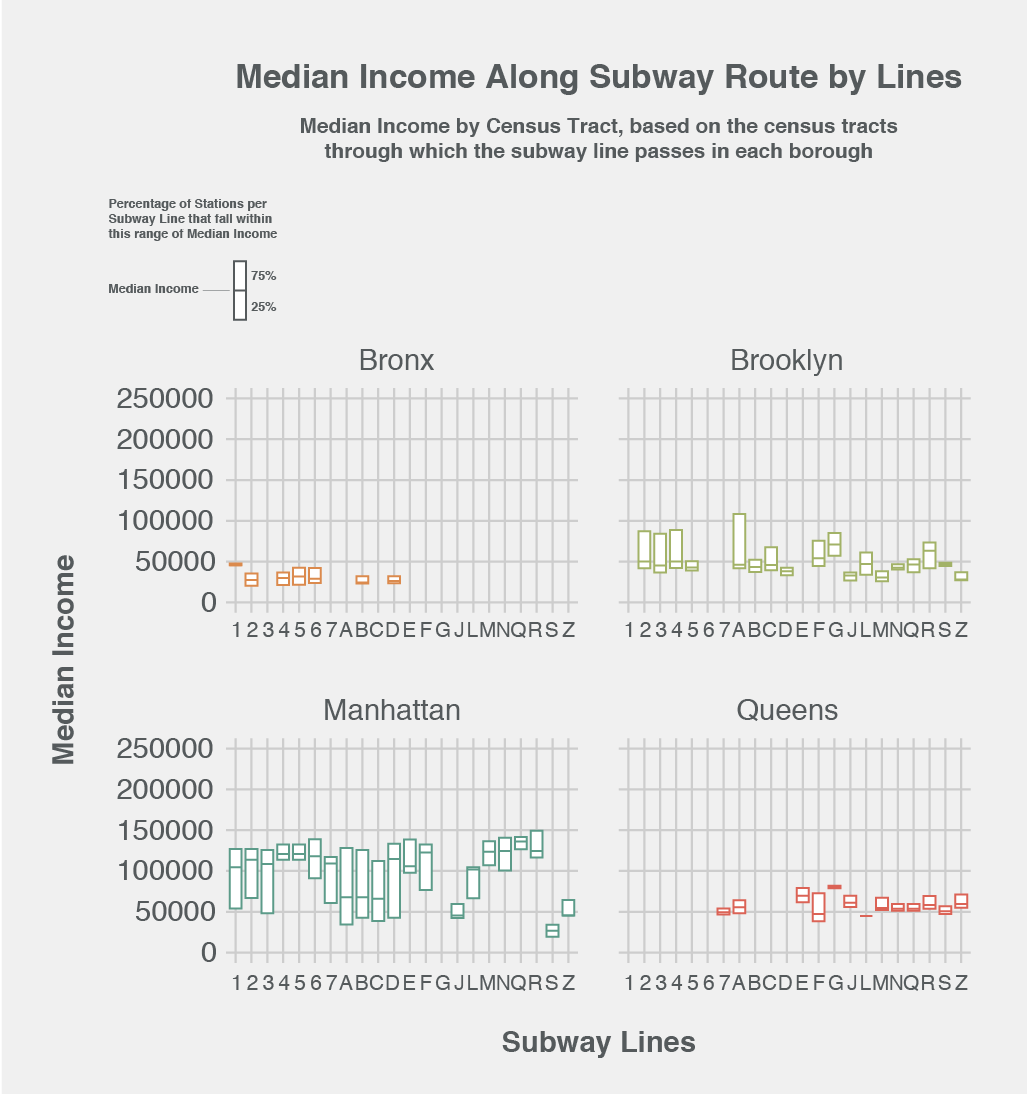 Median Income Along Subway Route by Lines
Median Income by Census Tract, based on the census tracts
through which the subway line passes in each borough
Percentage of Stations per
Subway Line that fall within
this range of Median Income
75%
Median Income
25%
Bronx
Brooklyn
250000
200000
150000
100000
50000
0
1 2 3 4 5 6 7 A B C D E F G J L M N Q R S Z
1 2 3 4 5 6 7 A B C D E F G J L M N Q R S Z
Median Income
Manhattan
Queens
250000
200000
150000
100000
50000
0
1 2 3 4 5 6 7 A B C D E F G J L M N Q R S Z
1 2 3 4 5 6 7 A B C D E F G J L M N Q R S Z
Subway Lines